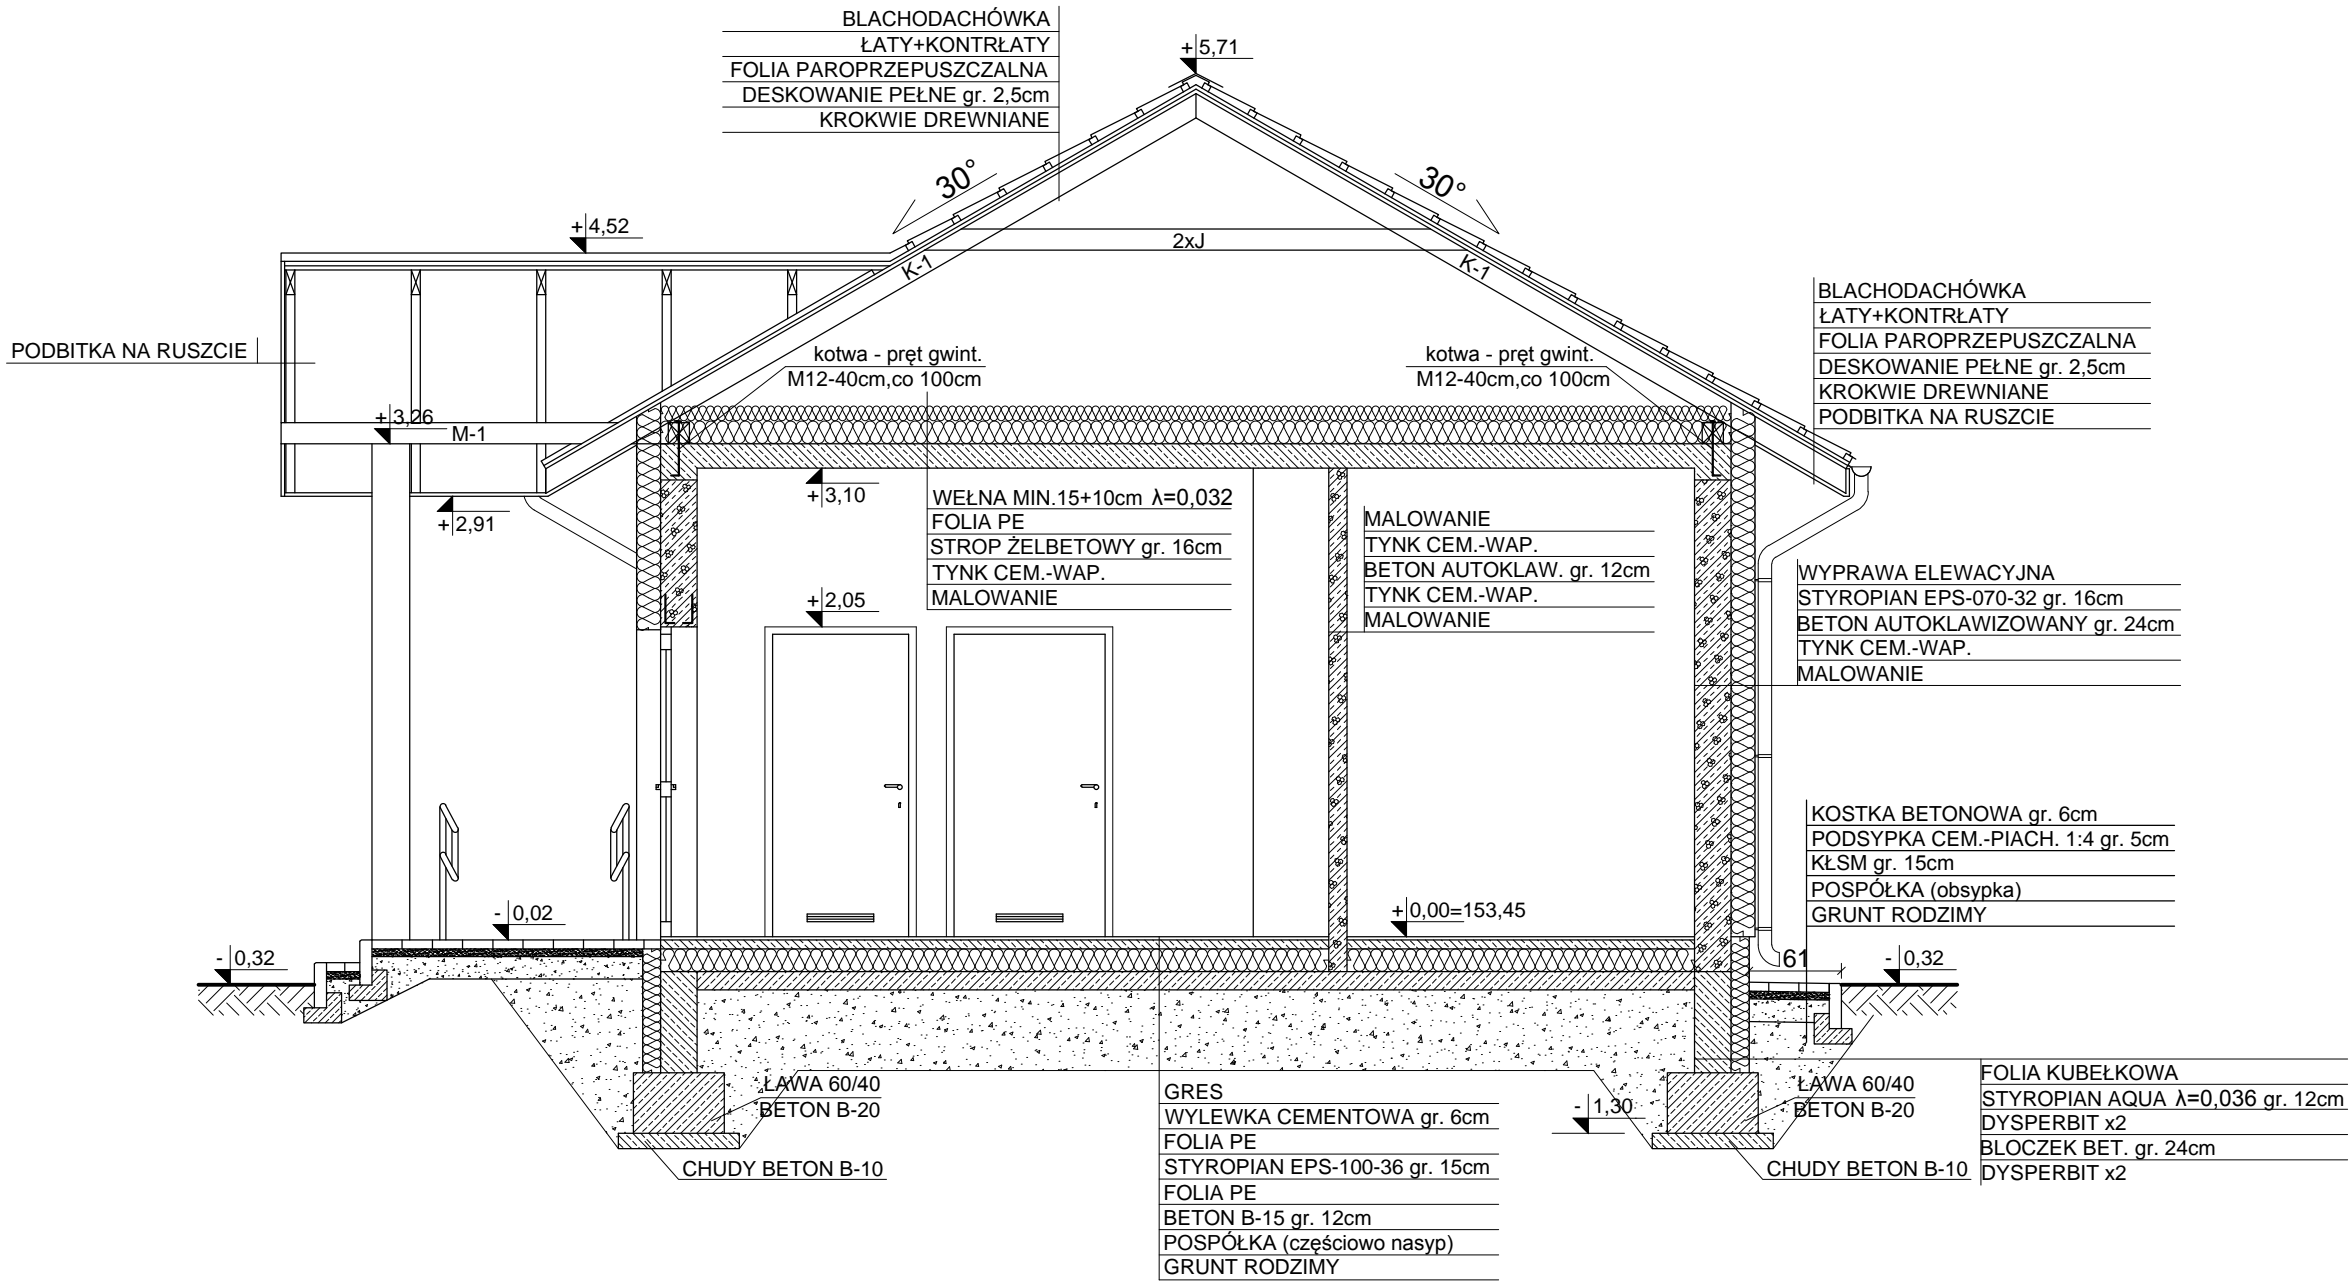 BLACHODACHÓWKA
ŁATY+KONTRŁATY
FOLIA PAROPRZEPUSZCZALNA
DESKOWANIE PEŁNE gr. 2,5cm
KROKWIE DREWNIANE
+5,71
30°
30°
+4,52
2xJ
K-1
K-1
BLACHODACHÓWKA
ŁATY+KONTRŁATY
FOLIA PAROPRZEPUSZCZALNA
DESKOWANIE PEŁNE gr. 2,5cm
KROKWIE DREWNIANE
PODBITKA NA RUSZCIE
PODBITKA NA RUSZCIE
kotwa - pręt gwint.
M12-40cm,co 100cm
kotwa - pręt gwint.
M12-40cm,co 100cm
+3,26
M-1
+3,10
+2,91
WEŁNA MIN.15+10cm λ=0,032
FOLIA PE
STROP ŻELBETOWY gr. 16cm
TYNK CEM.-WAP.
MALOWANIE
MALOWANIE
TYNK CEM.-WAP.
BETON AUTOKLAW. gr. 12cm
TYNK CEM.-WAP.
MALOWANIE
WYPRAWA ELEWACYJNA
STYROPIAN EPS-070-32 gr. 16cm
BETON AUTOKLAWIZOWANY gr. 24cm
TYNK CEM.-WAP.
MALOWANIE
+2,05
KOSTKA BETONOWA gr. 6cm
PODSYPKA CEM.-PIACH. 1:4 gr. 5cm
KŁSM gr. 15cm
POSPÓŁKA (obsypka)
GRUNT RODZIMY
- 0,02
+0,00=153,45
- 0,32
61
- 0,32
ŁAWA 60/40
BETON B-20
CHUDY BETON B-10
GRES
WYLEWKA CEMENTOWA gr. 6cm
FOLIA PE
STYROPIAN EPS-100-36 gr. 15cm
FOLIA PE
BETON B-15 gr. 12cm
POSPÓŁKA (częściowo nasyp)
GRUNT RODZIMY
- 1,30
ŁAWA 60/40
BETON B-20
CHUDY BETON B-10
FOLIA KUBEŁKOWA
STYROPIAN AQUA λ=0,036 gr. 12cm
DYSPERBIT x2
BLOCZEK BET. gr. 24cm
DYSPERBIT x2